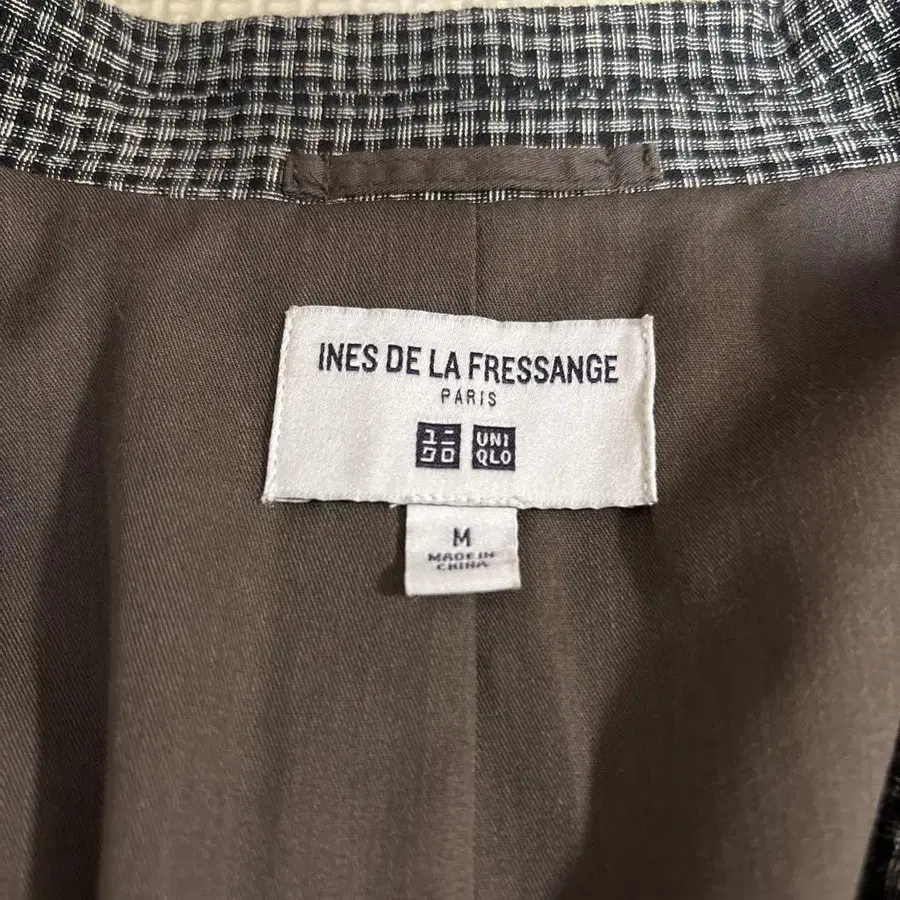 INES DE LA FRESSANGE
PARIS
ユニ UNI
クロ QLO
M
MADE IN
CHINA